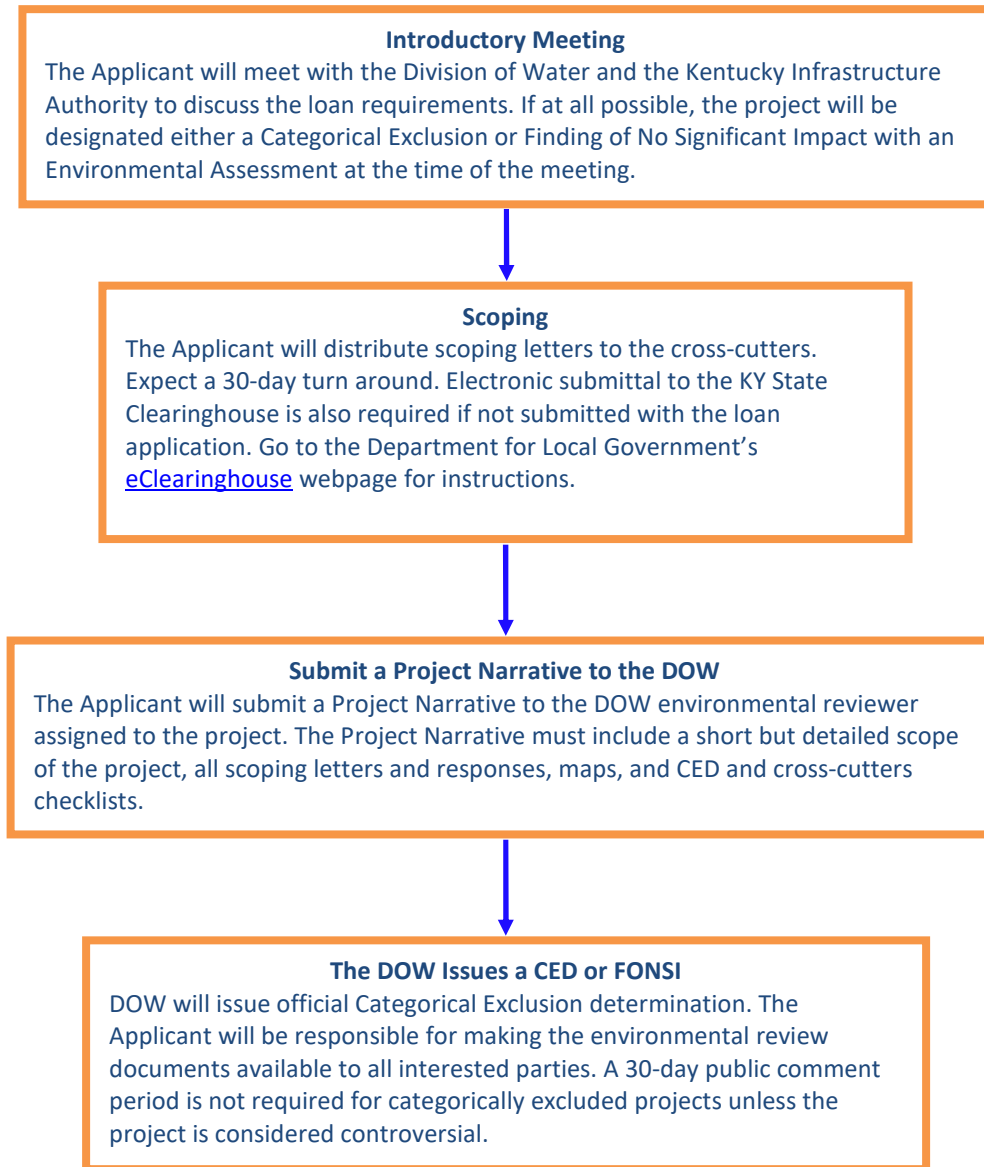 Introductory Meeting
The Applicant will meet with the Division of Water and the Kentucky Infrastructure
Authority to discuss the loan requirements. If at all possible, the project will be
designated either a Categorical Exclusion or Finding of No Significant Impact with an
Environmental Assessment at the time of the meeting.
Scoping
The Applicant will distribute scoping letters to the cross-cutters.
Expect a 30-day turn around. Electronic submittal to the KY State
Clearinghouse is also required if not submitted with the loan
application. Go to the Department for Local Government’s
eClearinghouse webpage for instructions.
Submit a Project Narrative to the DOW
The Applicant will submit a Project Narrative to the DOW environmental reviewer
assigned to the project. The Project Narrative must include a short but detailed scope
of the project, all scoping letters and responses, maps, and CED and cross-cutters
checklists.
The DOW Issues a CED or FONSI
DOW will issue official Categorical Exclusion determination. The
Applicant will be responsible for making the environmental review
documents available to all interested parties. A 30-day public comment
period is not required for categorically excluded projects unless the
project is considered controversial.